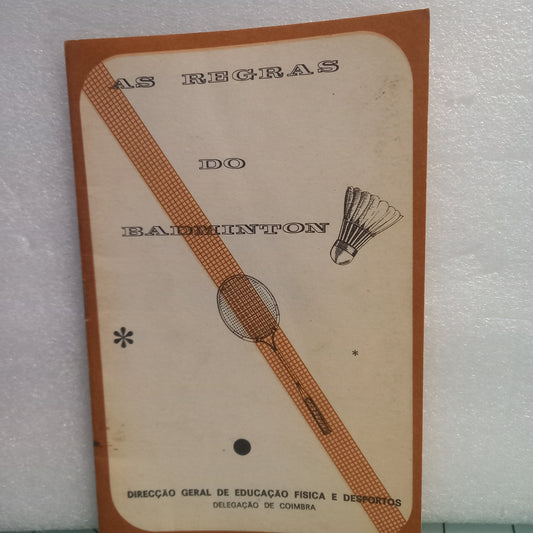 AS REGRAS
DO
BADMINTON
*
*
DIRECÇÃO GERAL DE EDUCAÇÃO FÍSICA E DESPORTOS
DELEGAÇÃO DE COIMBRA